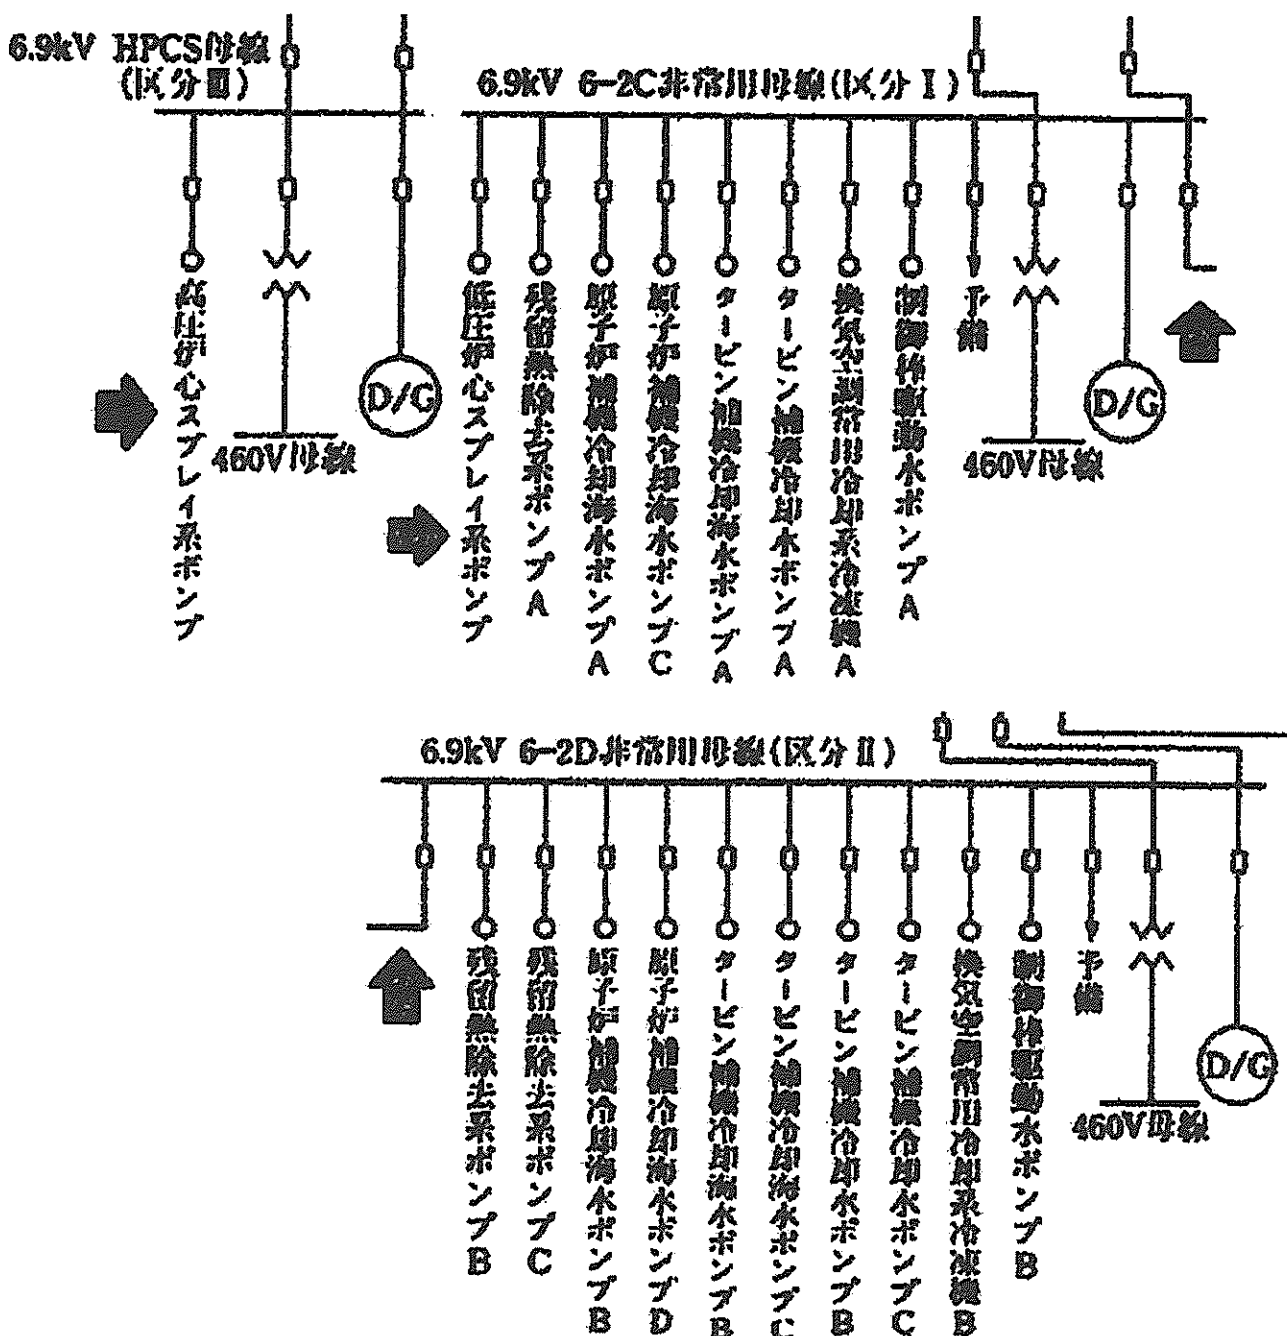 6.9kV HPCS母線
(区分Ⅲ)
高圧炉心スプレイ系ポンプ
460V母線
D/G
6.9kV 6-2C非常用母線(区分Ⅰ)
低圧炉心スプレイ系ポンプ
残留熱除去系ポンプA
原子炉補機冷却海水ポンプA
原子炉補機冷却海水ポンプC
タービン補機冷却海水ポンプA
タービン補機冷却水ポンプA
換気空調常用冷却系冷凍機A
制御棒駆動水ポンプA
予備
460V母線
D/G
6.9kV 6-2D非常用母線(区分Ⅱ)
残留熱除去系ポンプB
残留熱除去系ポンプC
原子炉補機冷却海水ポンプB
原子炉補機冷却海水ポンプD
タービン補機冷却海水ポンプB
タービン補機冷却海水ポンプC
タービン補機冷却水ポンプB
タービン補機冷却水ポンプC
換気空調常用冷却系冷凍機B
制御棒駆動水ポンプB
予備
460V母線
D/G